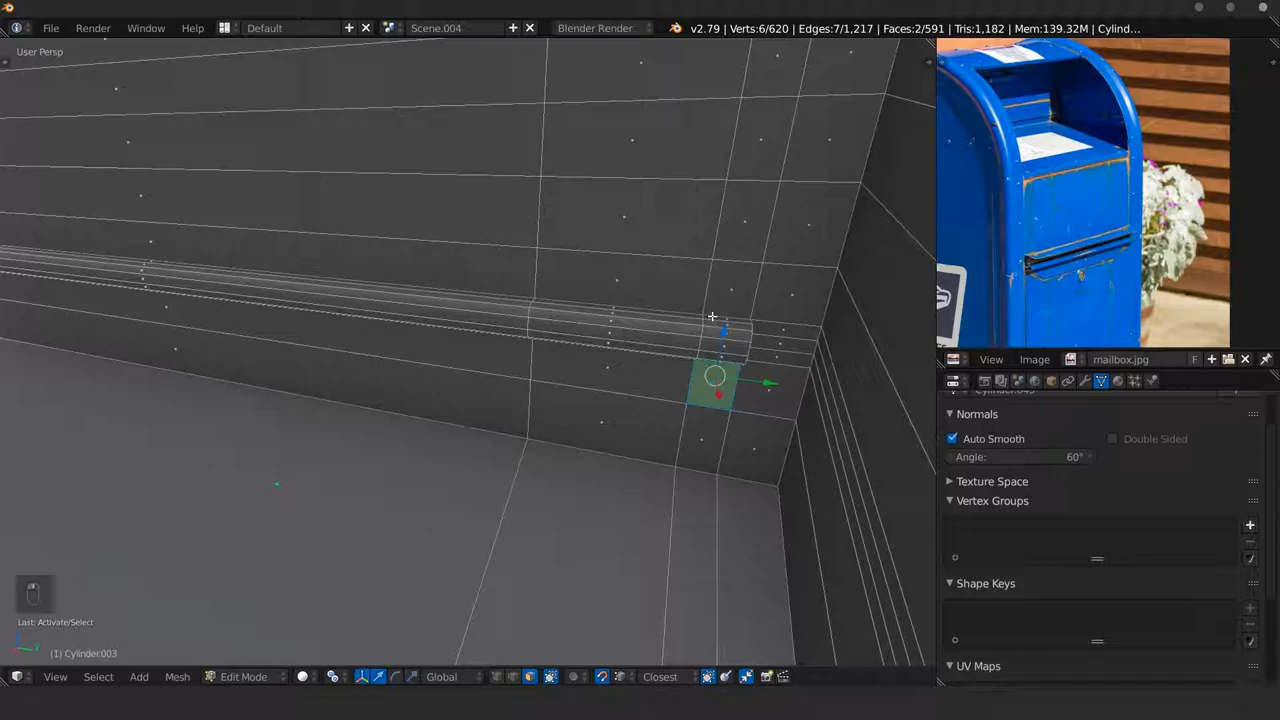 File Render Window Help Default Scene.004 Blender Render v2.79 | Verts:6/620 | Edges:7/1,217 | Faces:2/591 | Tris:1,182 | Mem:139.32M | Cylind...
User Persp
View Image mailbox.jpg F
Normals
Auto Smooth Double Sided
Angle: 60°
Texture Space
Vertex Groups
Shape Keys
UV Maps
Last: Activate/Select
(1) Cylinder.003
View Select Add Mesh Edit Mode Global Closest